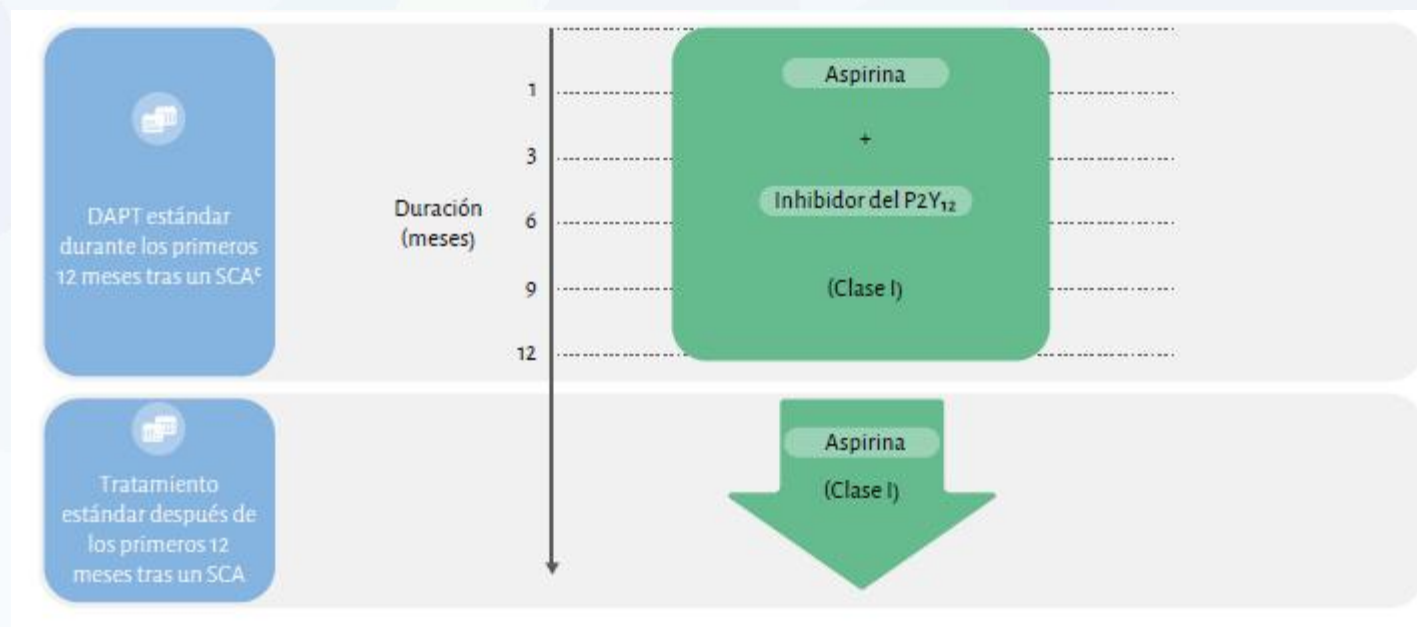 DAPT estándar
durante los primeros
12 meses tras un SCAᶜ
Duración
(meses)
1
3
6
9
12
Aspirina
+
Inhibidor del P2Y₁₂
(Clase I)
Tratamiento
estándar después de
los primeros 12
meses tras un SCA
Aspirina
(Clase I)